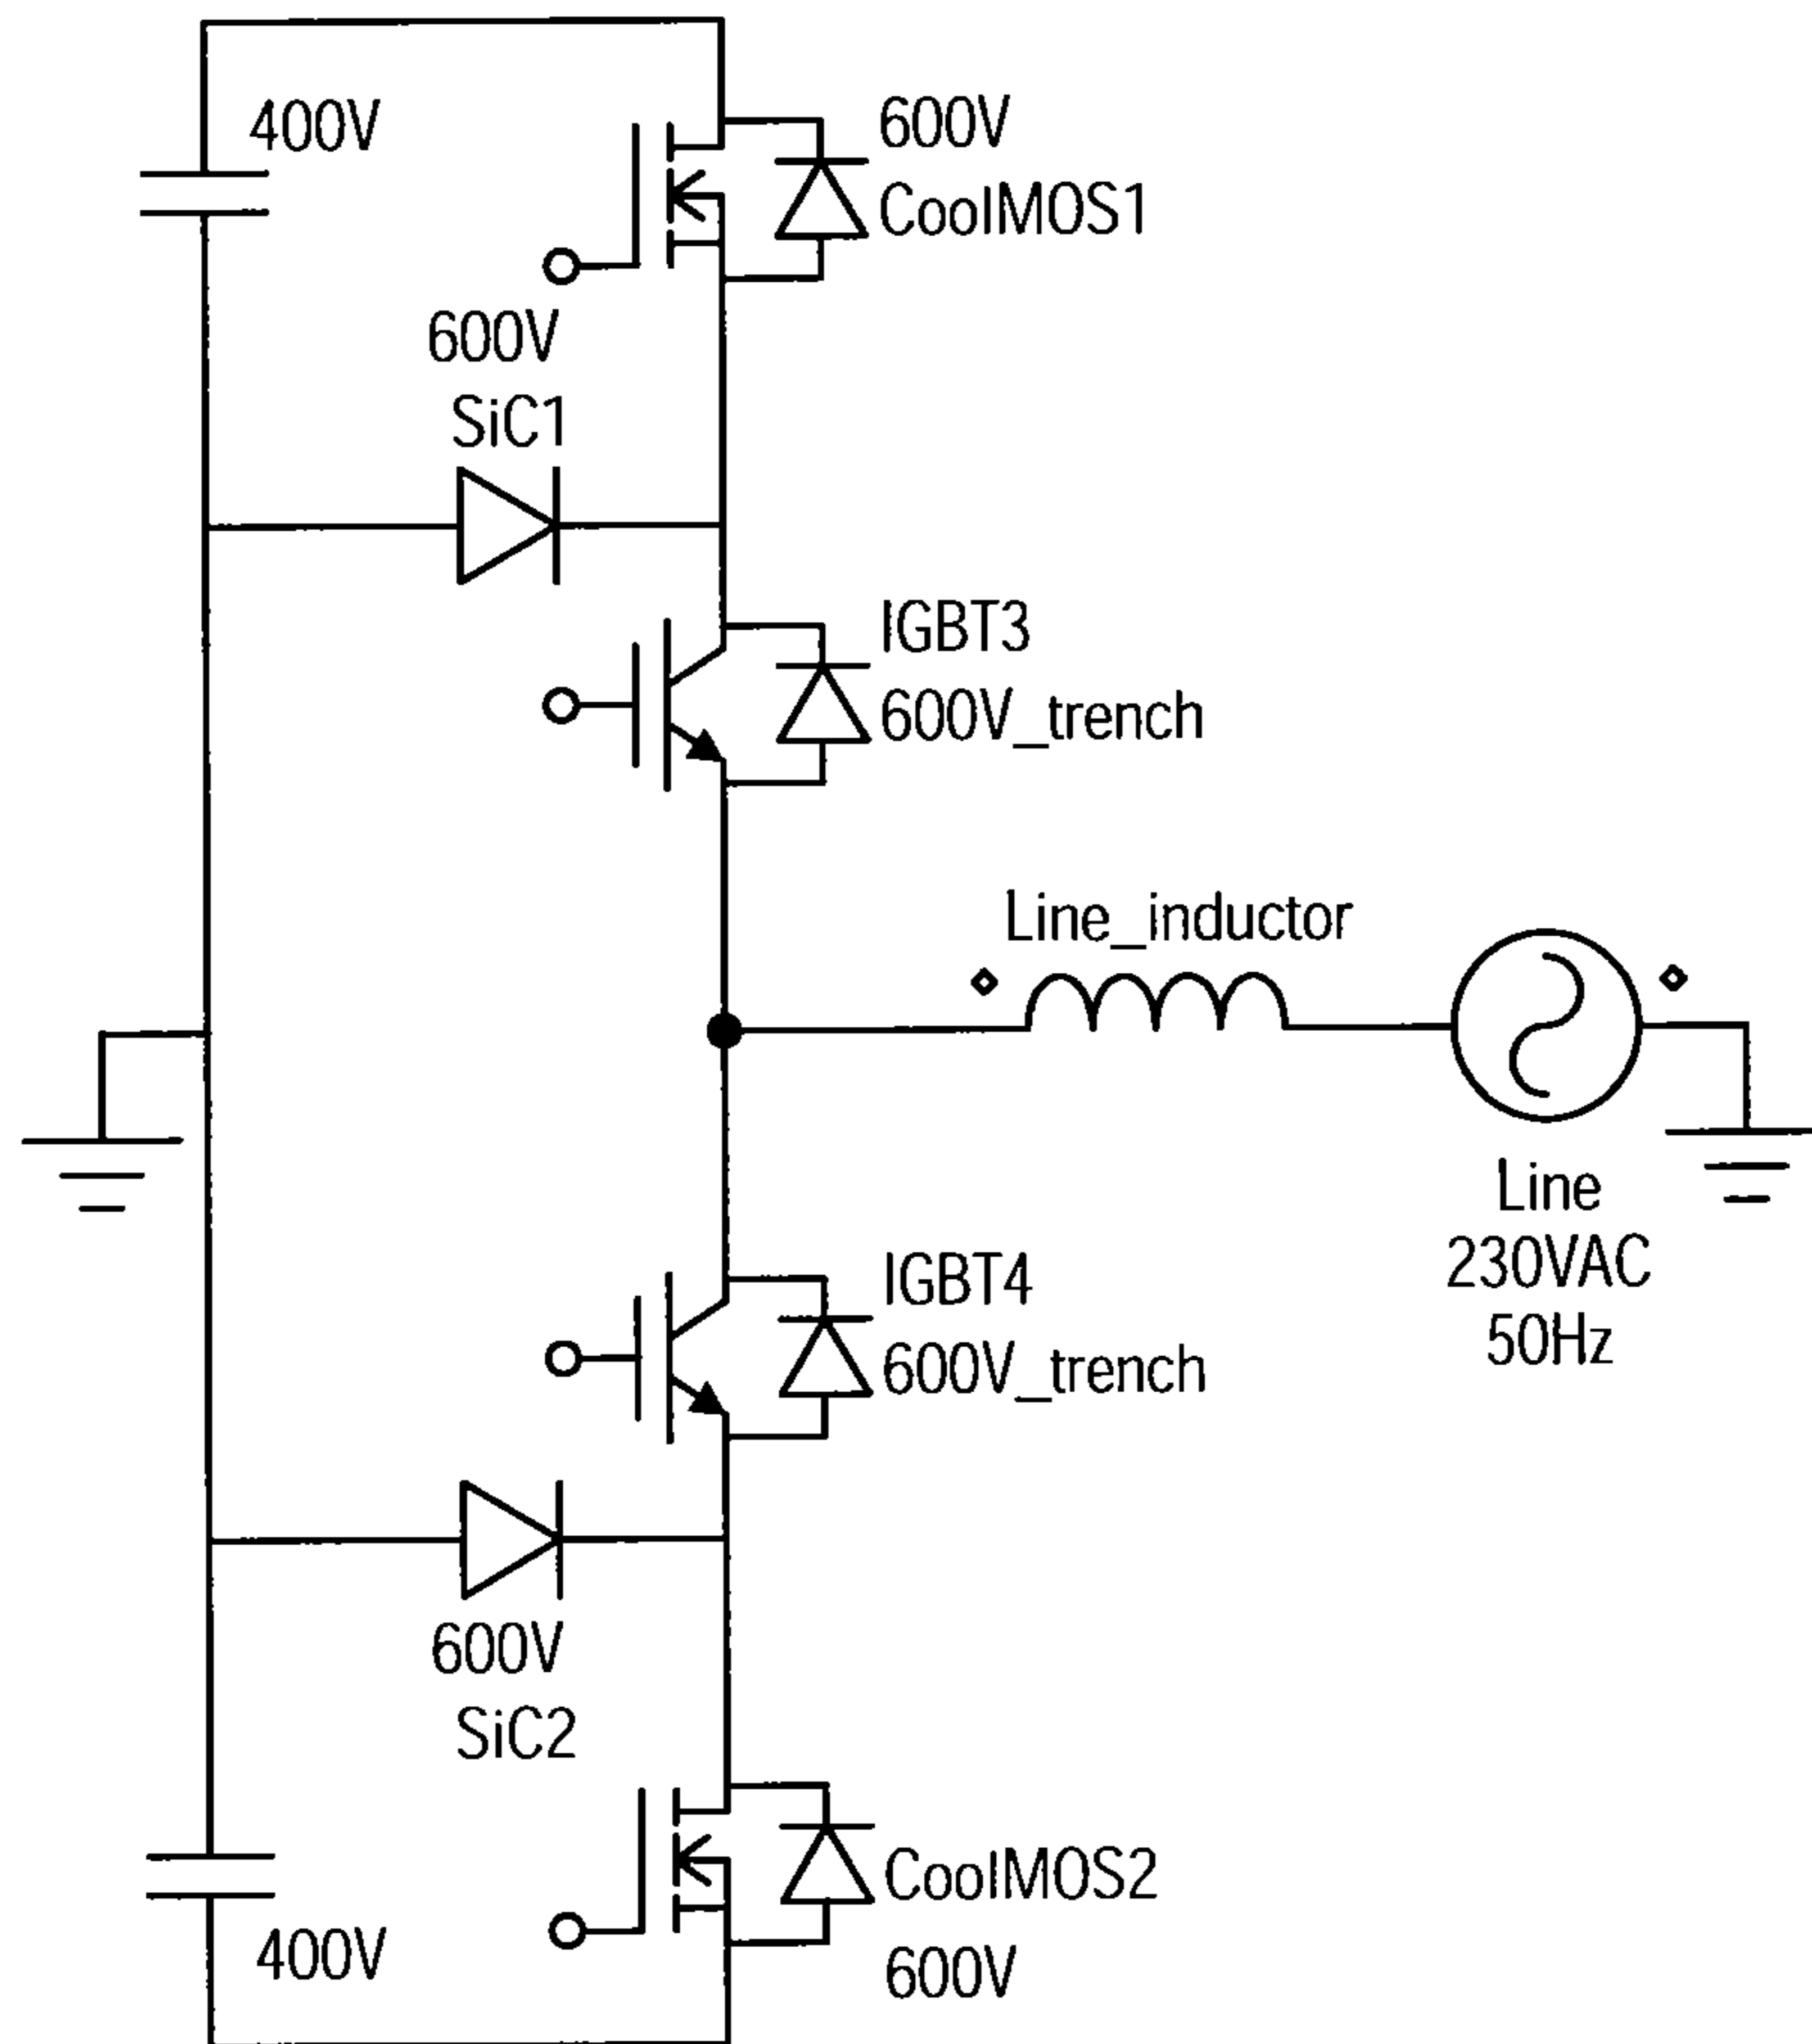 400V
600V
CoolMOS1
600V
SiC1
IGBT3
600V_trench
Line_inductor
Line
230VAC
50Hz
IGBT4
600V_trench
600V
SiC2
CoolMOS2
600V
400V